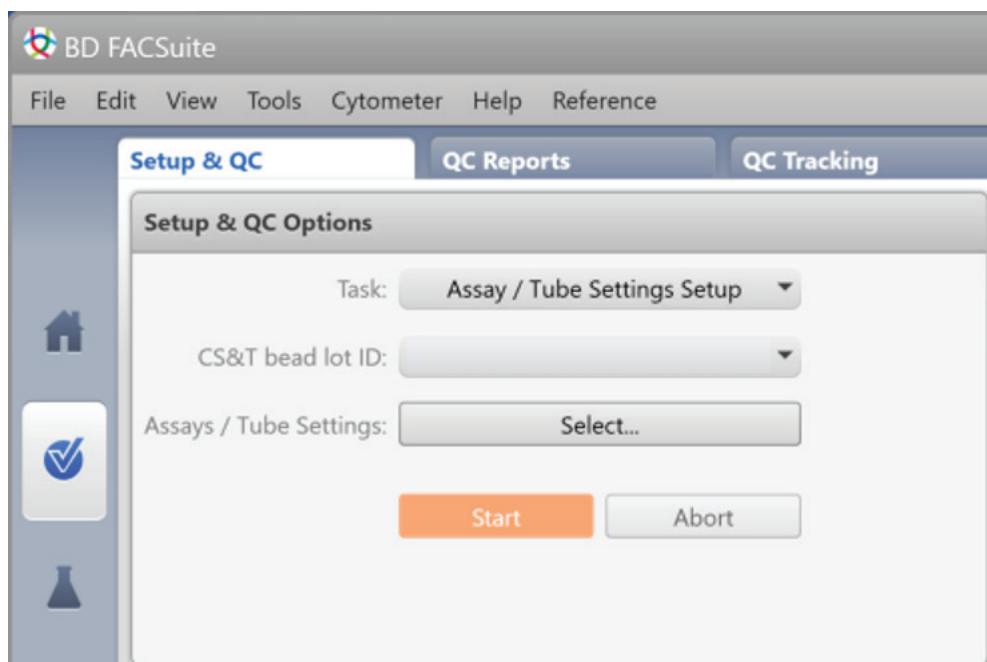 BD FACSuite
File Edit View Tools Cytometer Help Reference
Setup & QC QC Reports QC Tracking
Setup & QC Options
Task: Assay / Tube Settings Setup
CS&T bead lot ID:
Assays / Tube Settings: Select...
Start Abort